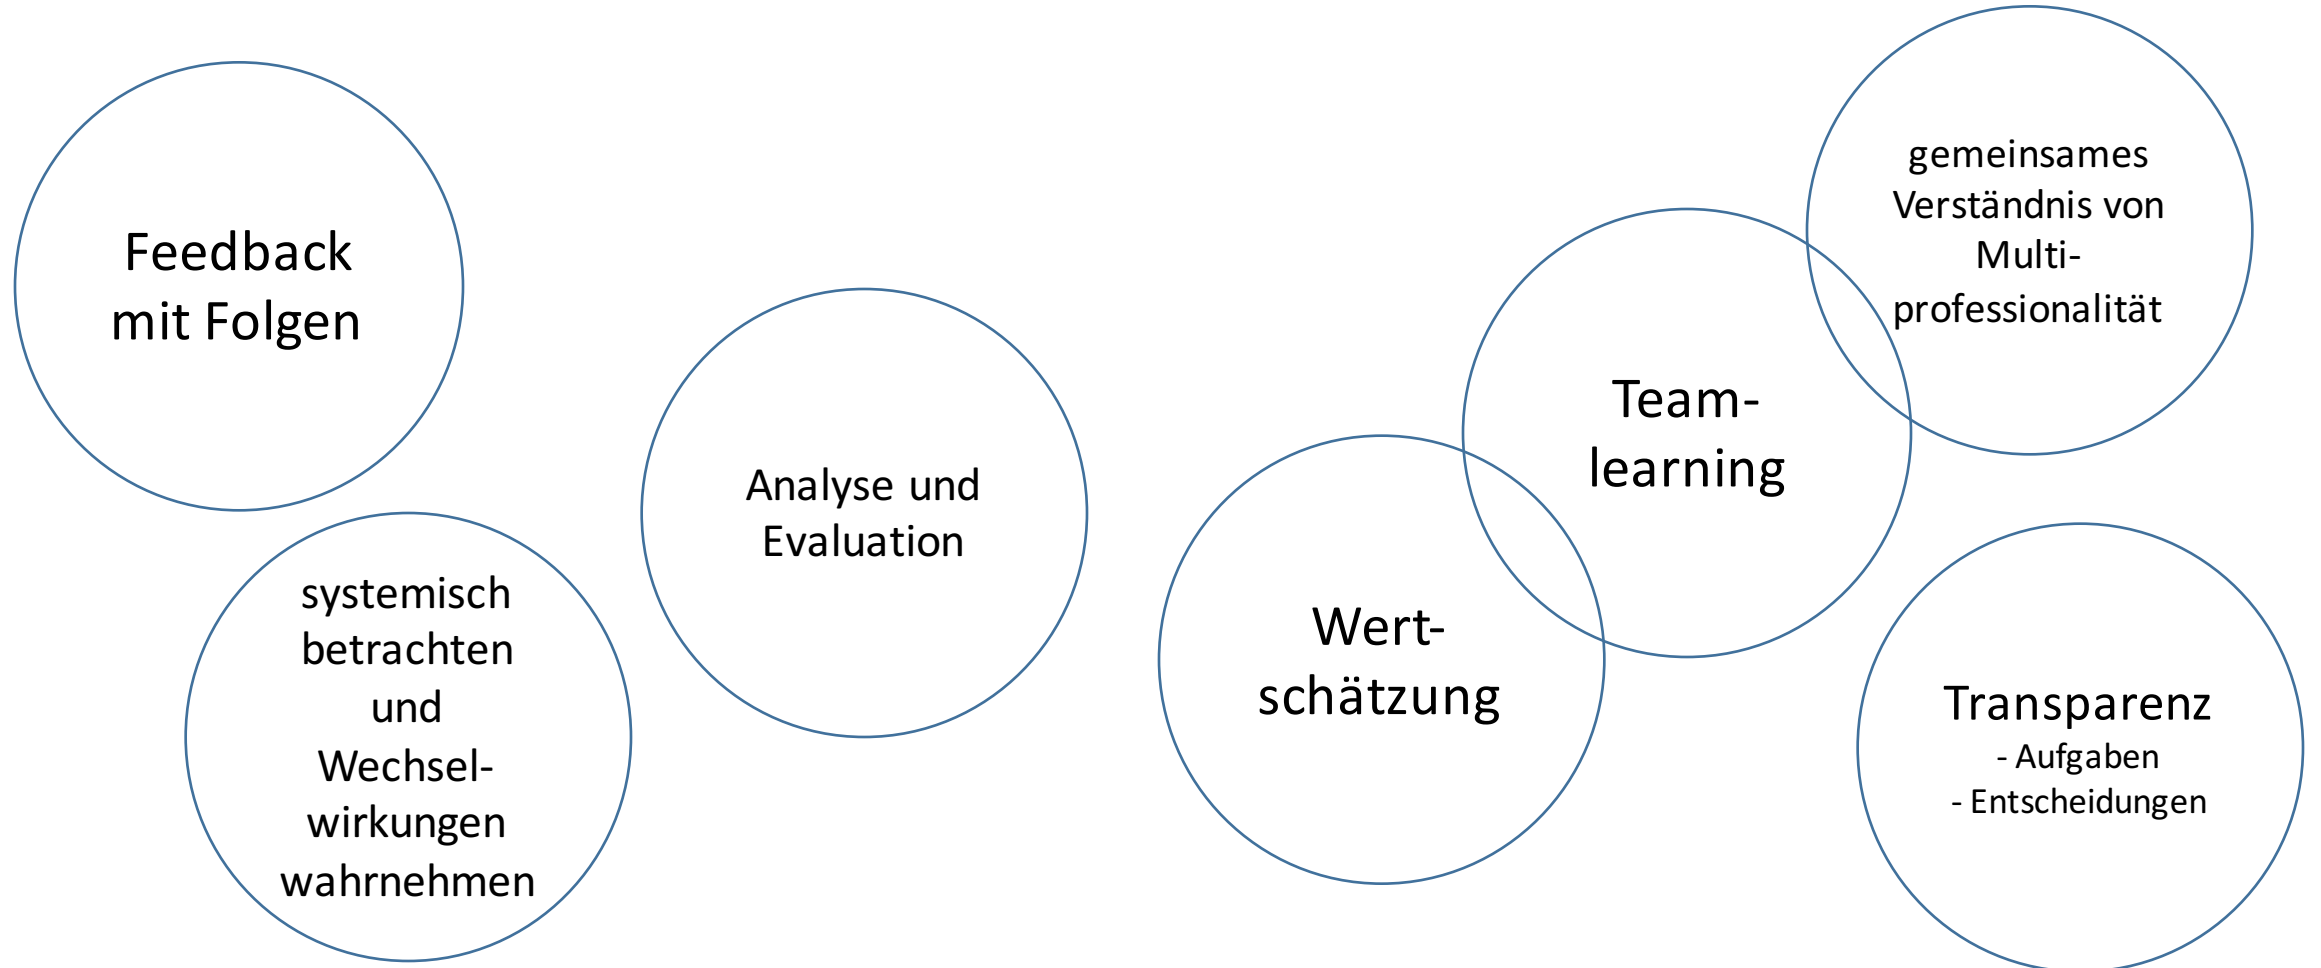 Feedback
mit Folgen
systemisch
betrachten
und
Wechsel-
wirkungen
wahrnehmen
Analyse und
Evaluation
Wert-
schätzung
Team-
learning
gemeinsames
Verständnis von
Multi-
professionalität
Transparenz
- Aufgaben
- Entscheidungen